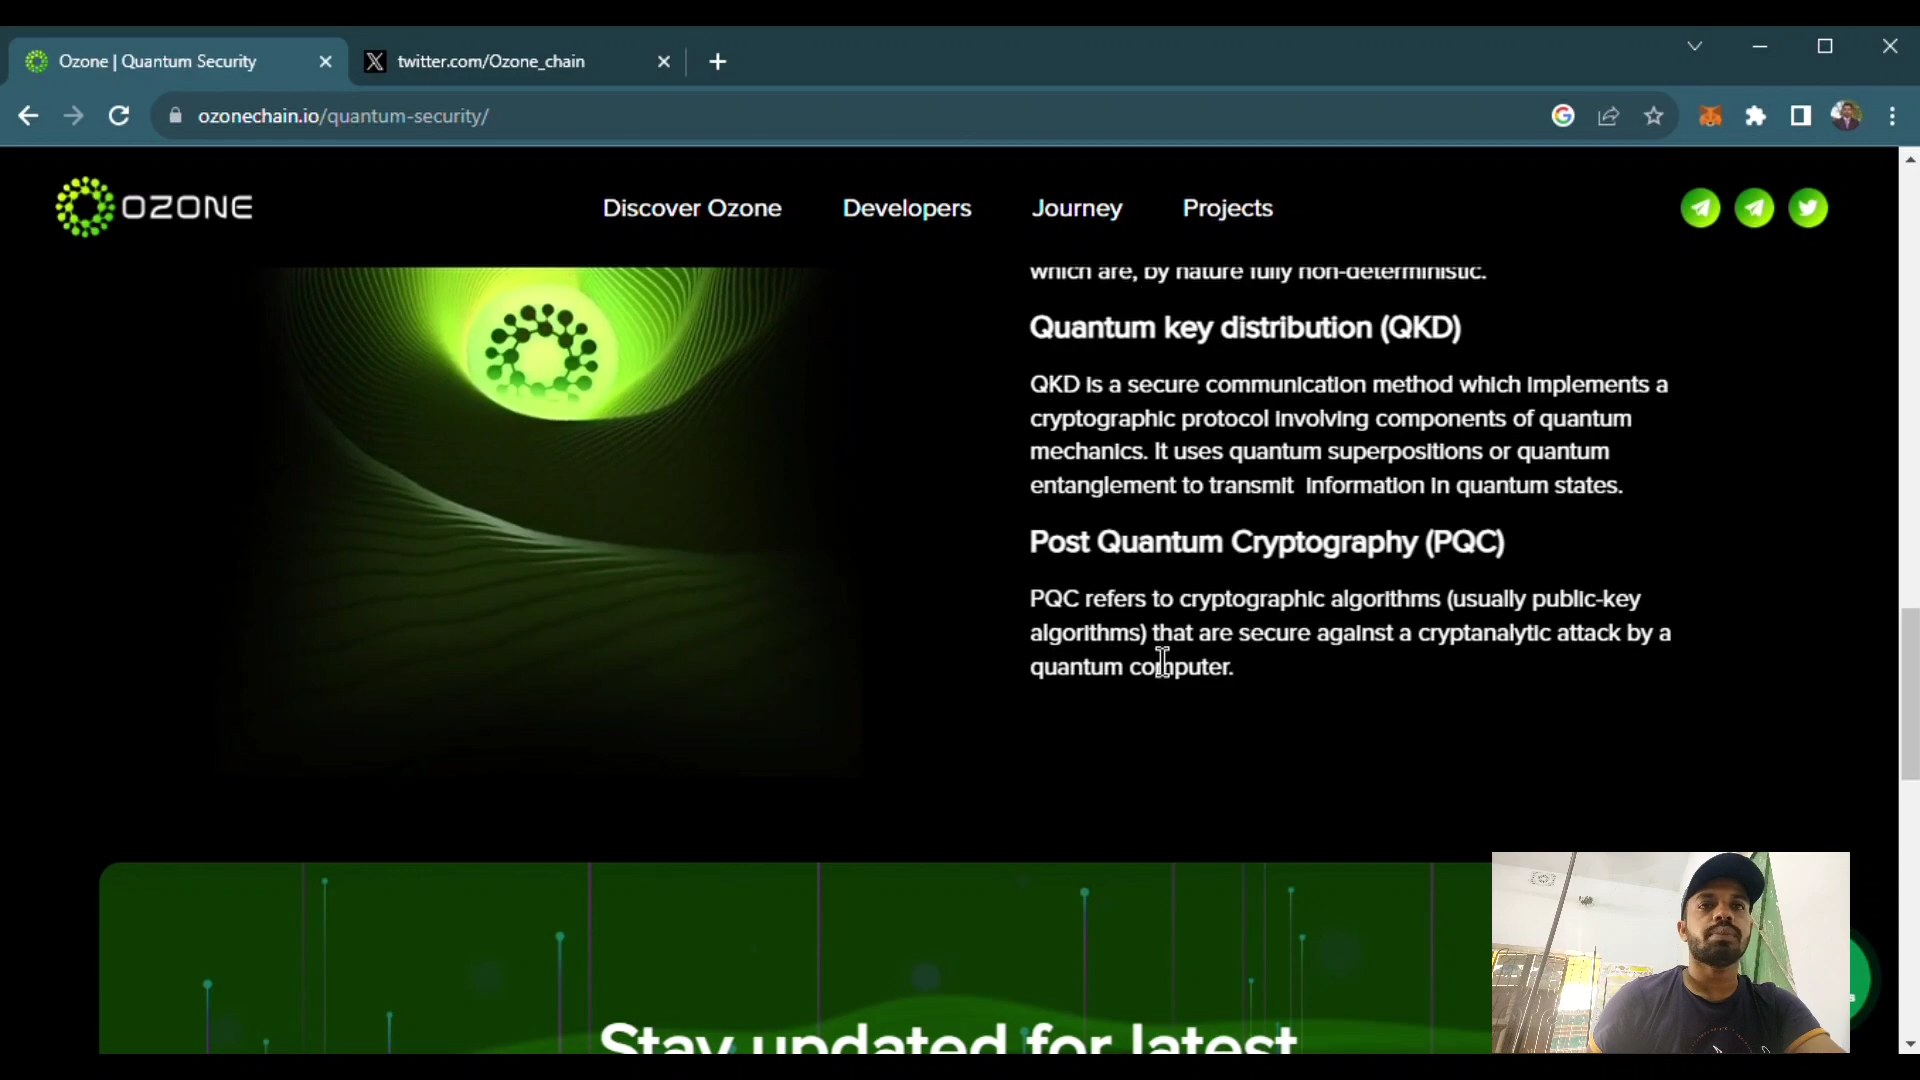 Ozone | Quantum Security
twitter.com/Ozone_chain
ozonechain.io/quantum-security/
OZONE
Discover Ozone
Developers
Journey
Projects
which are, by nature fully non-deterministic.
Quantum key distribution (QKD)
QKD is a secure communication method which implements a
cryptographic protocol involving components of quantum
mechanics. It uses quantum superpositions or quantum
entanglement to transmit information in quantum states.
Post Quantum Cryptography (PQC)
PQC refers to cryptographic algorithms (usually public-key
algorithms) that are secure against a cryptanalytic attack by a
quantum computer.
Stay updated for latest